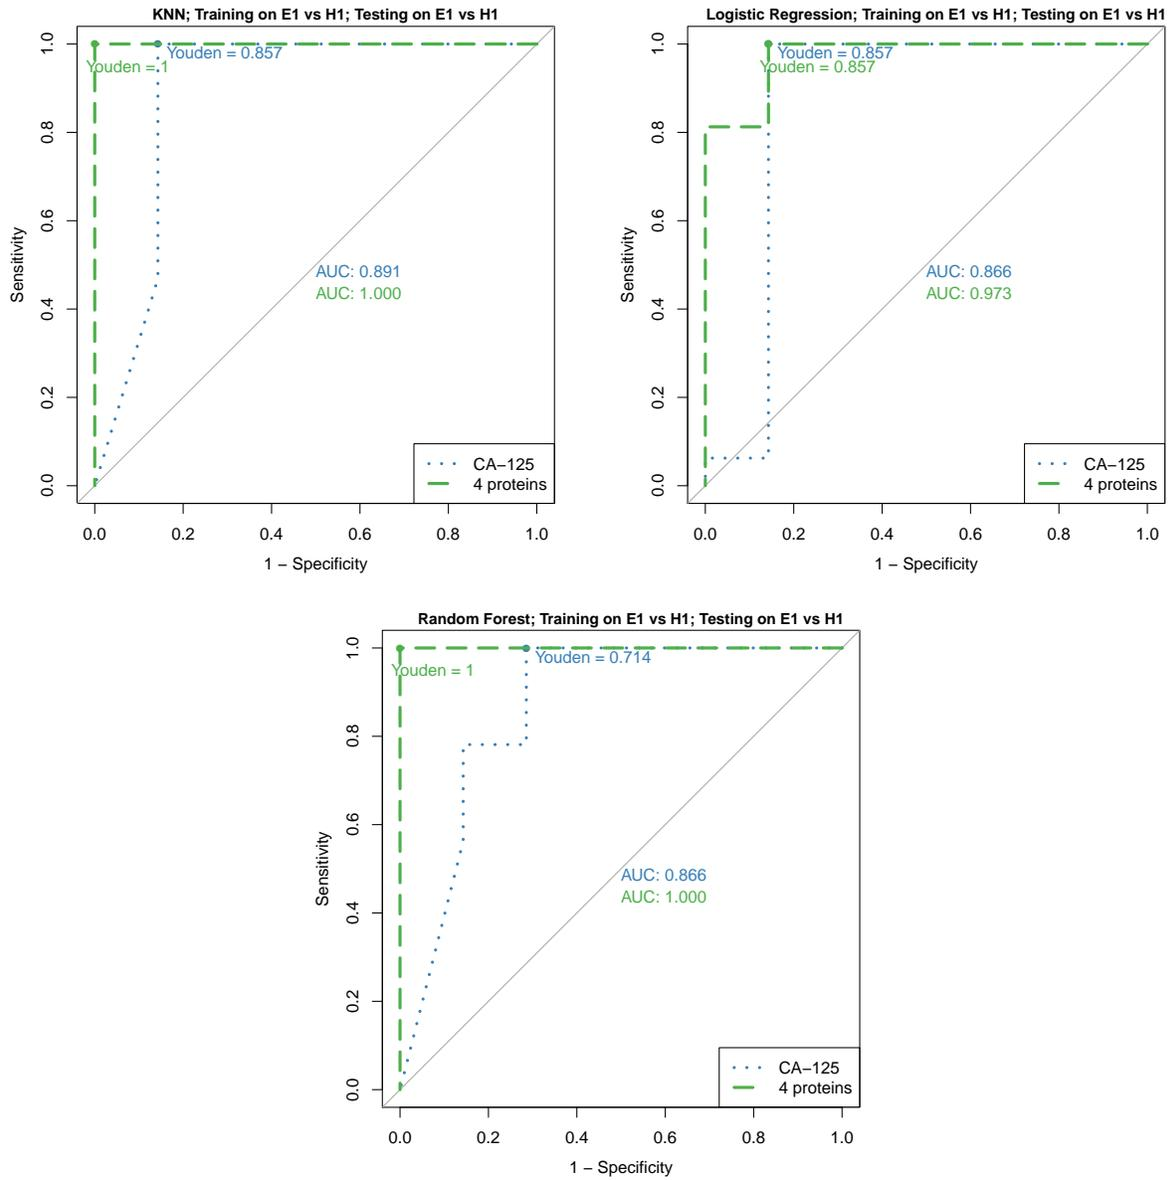 KNN; Training on E1 vs H1; Testing on E1 vs H1
1.0
0.8
0.6
0.4
0.2
0.0
Sensitivity
Youden = 0.857
Youden = 1
AUC: 0.891
AUC: 1.000
CA−125
4 proteins
0.0 0.2 0.4 0.6 0.8 1.0
1 − Specificity
Logistic Regression; Training on E1 vs H1; Testing on E1 vs H1
1.0
0.8
0.6
0.4
0.2
0.0
Sensitivity
Youden = 0.857
Youden = 0.857
AUC: 0.866
AUC: 0.973
CA−125
4 proteins
0.0 0.2 0.4 0.6 0.8 1.0
1 − Specificity
Random Forest; Training on E1 vs H1; Testing on E1 vs H1
1.0
0.8
0.6
0.4
0.2
0.0
Sensitivity
Youden = 0.714
Youden = 1
AUC: 0.866
AUC: 1.000
CA−125
4 proteins
0.0 0.2 0.4 0.6 0.8 1.0
1 − Specificity